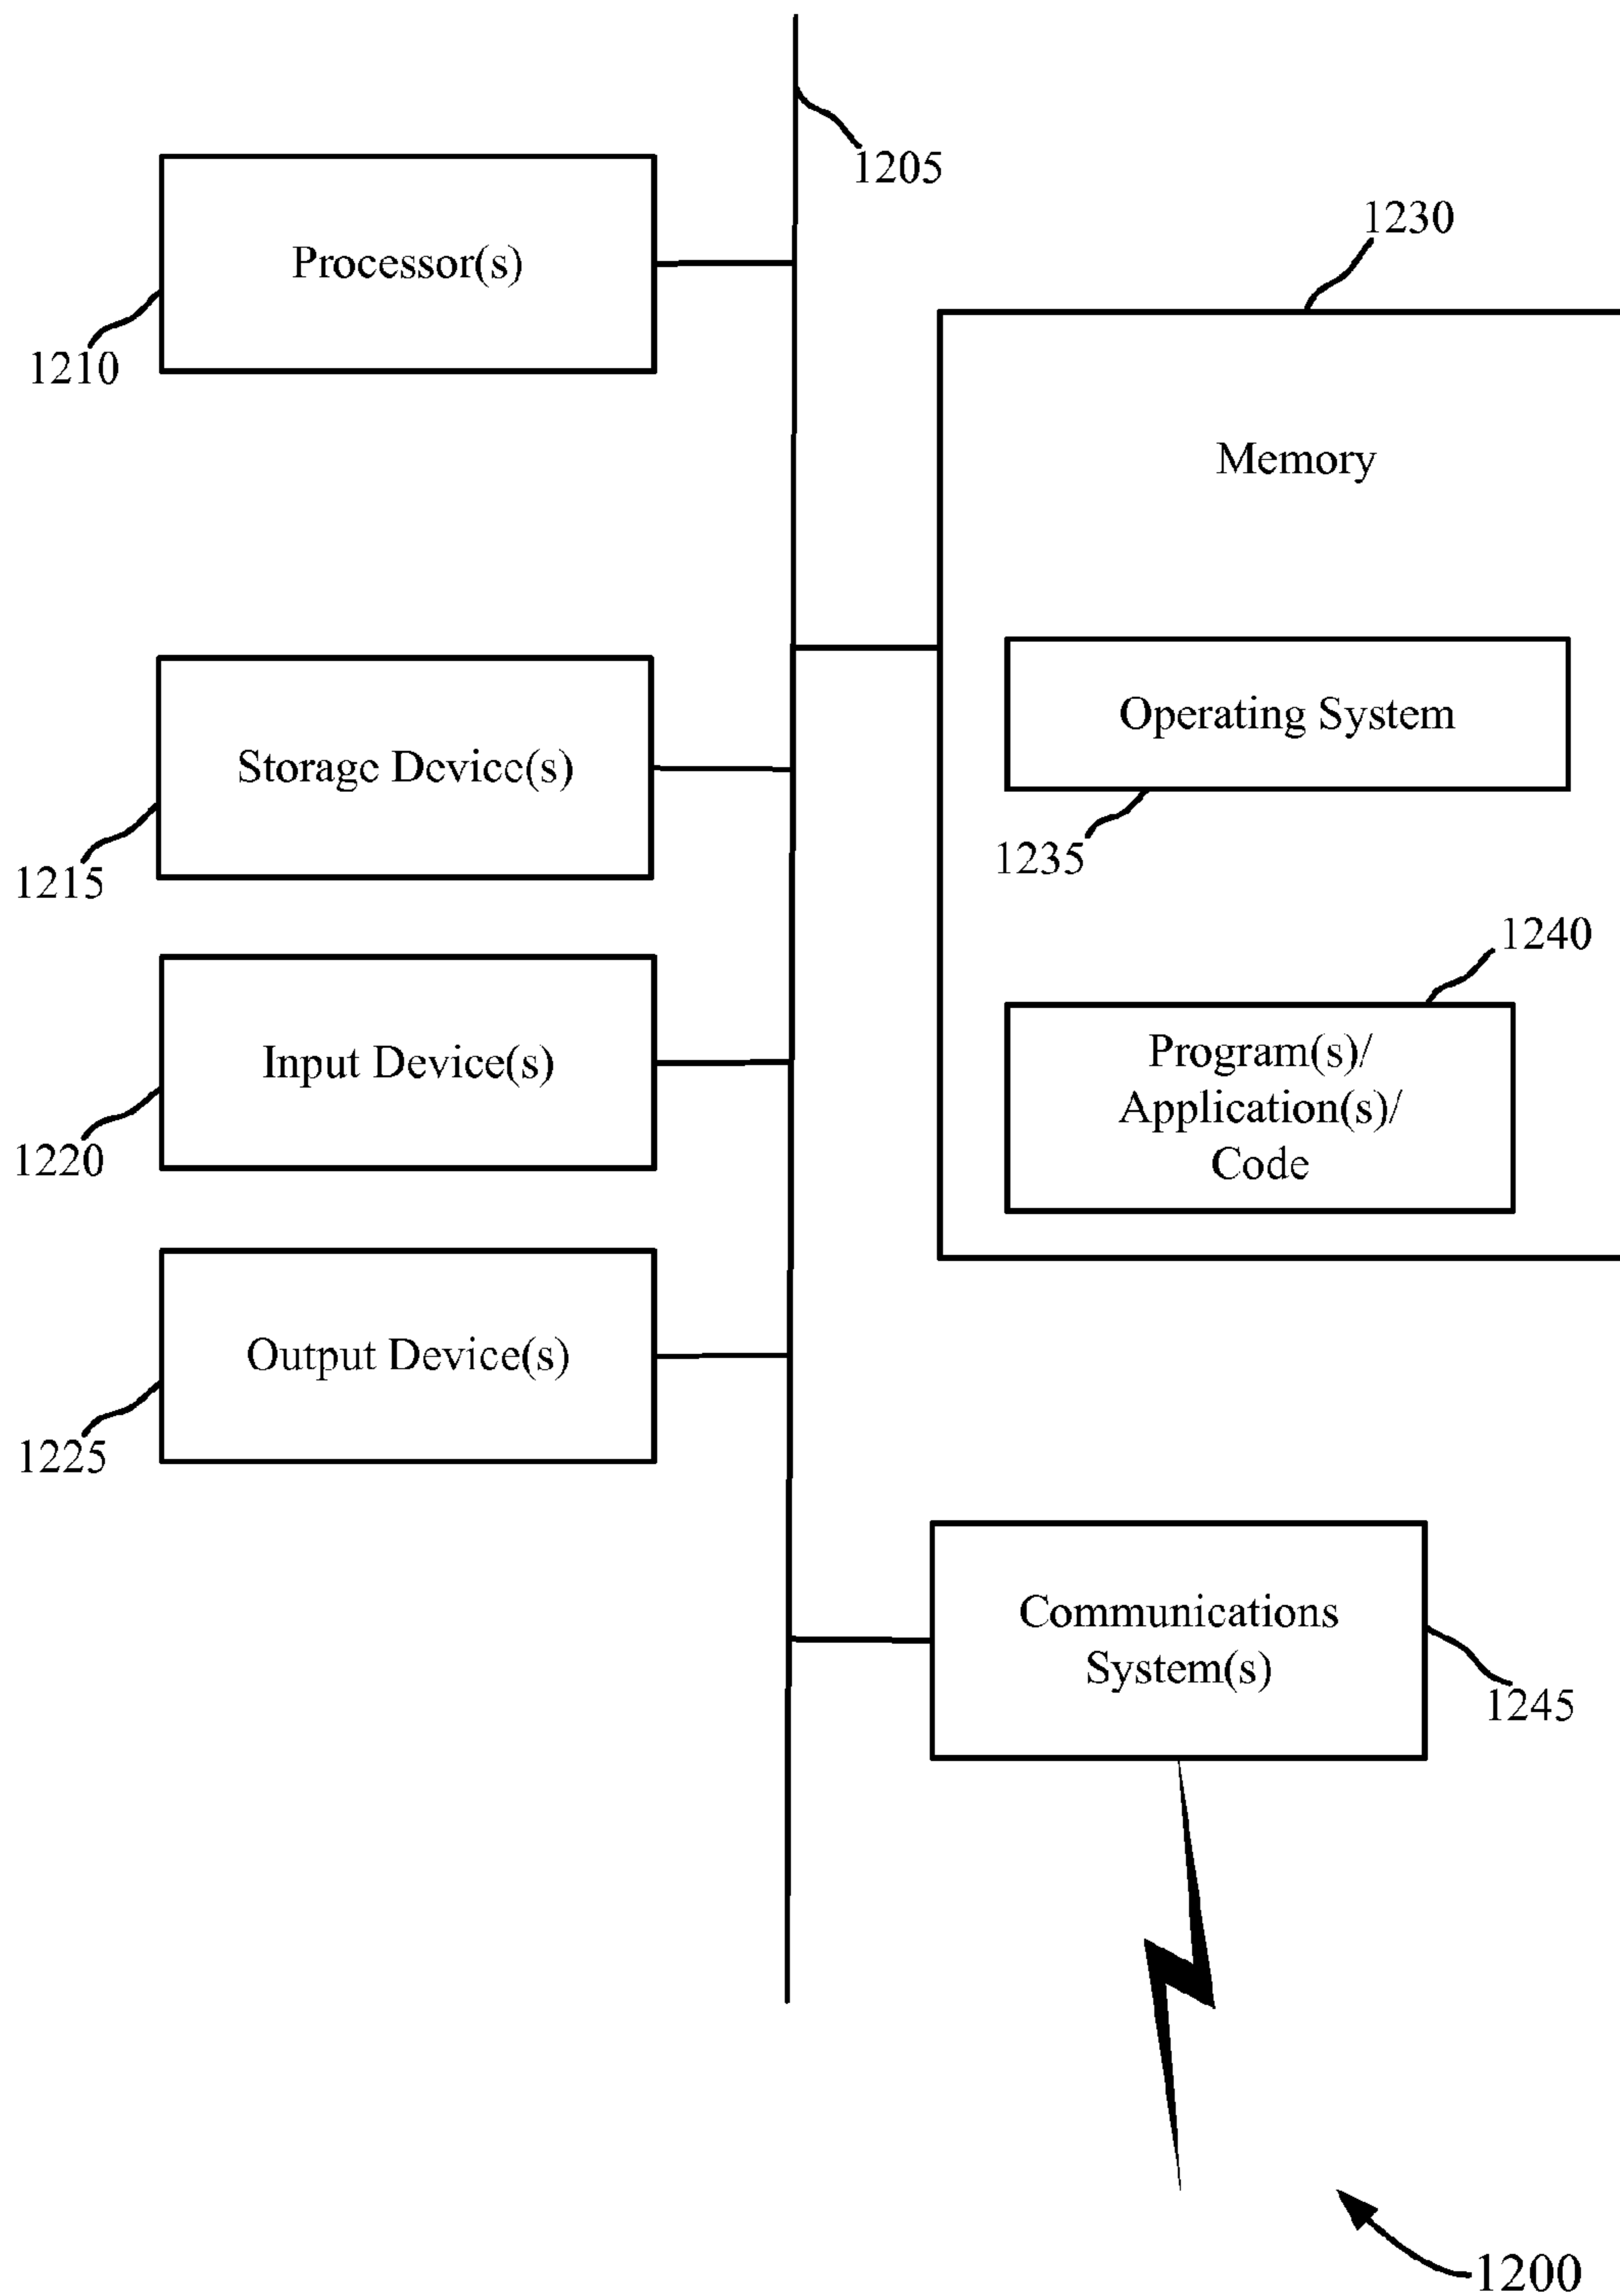 1205
1230
Processor(s)
1210
Memory
Operating System
Storage Device(s)
1235
1215
1240
Program(s)/
Application(s)/
Code
Input Device(s)
1220
Output Device(s)
1225
Communications
System(s)
1245
1200